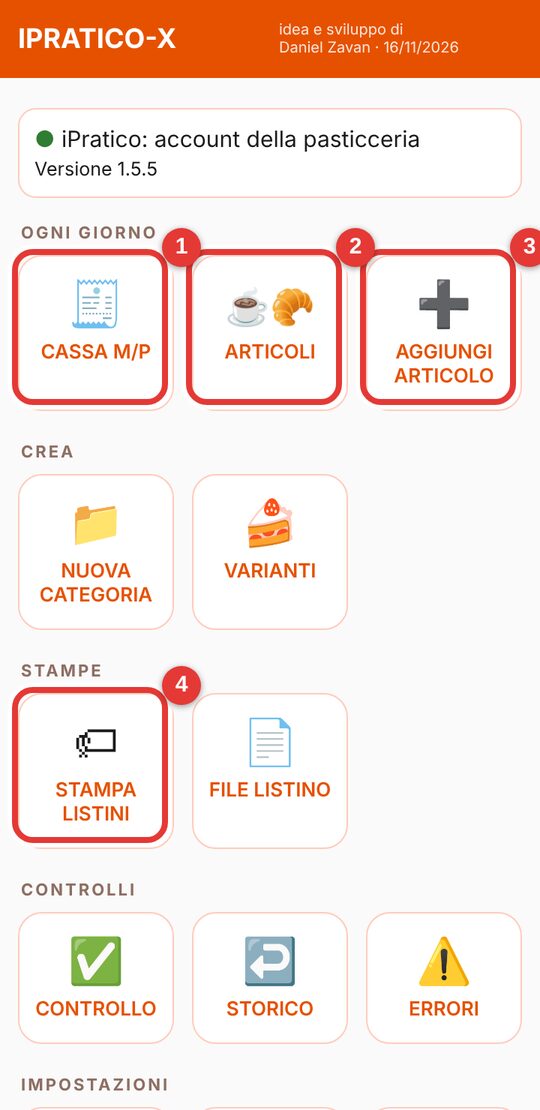 IPRATICO-X
idea e sviluppo di
Daniel Zavan · 16/11/2026
iPratico: account della pasticceria
Versione 1.5.5
OGNI GIORNO
1
2
3
CASSA M/P
ARTICOLI
AGGIUNGI
ARTICOLO
CREA
NUOVA
CATEGORIA
VARIANTI
STAMPE
4
STAMPA
LISTINI
FILE LISTINO
CONTROLLI
CONTROLLO
STORICO
ERRORI
IMPOSTAZIONI